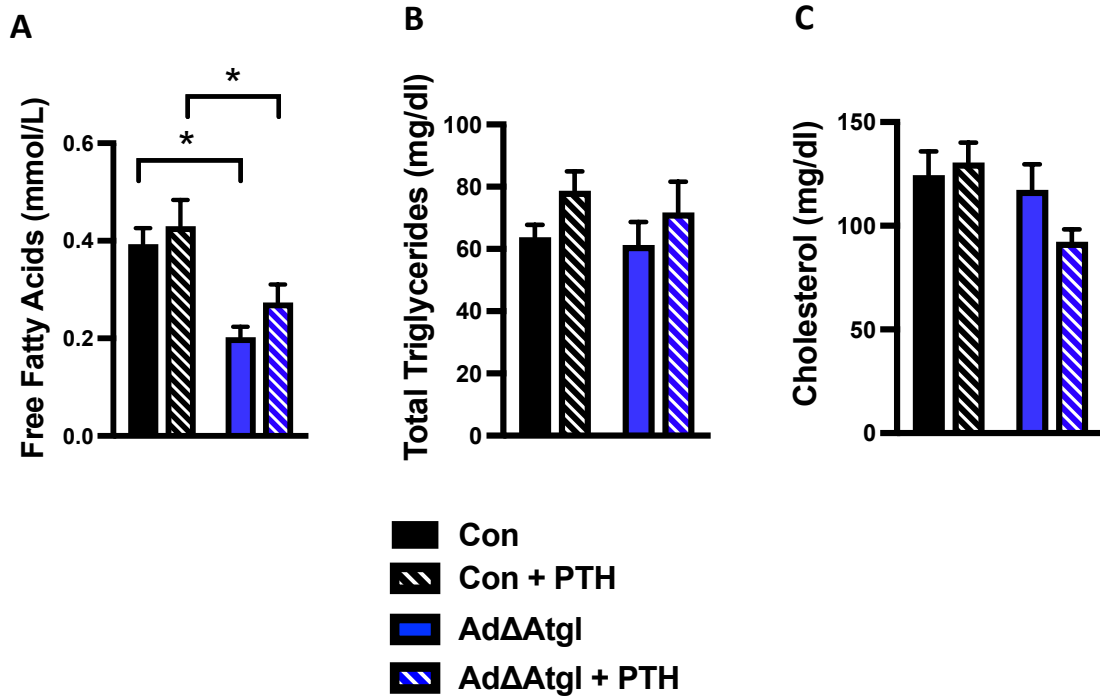 A
Free Fatty Acids (mmol/L)
0.6
0.4
0.2
0.0
*
*
B
Total Triglycerides (mg/dl)
100
80
60
40
20
0
C
Cholesterol (mg/dl)
150
100
50
0
Con
Con + PTH
AdΔAtgl
AdΔAtgl + PTH